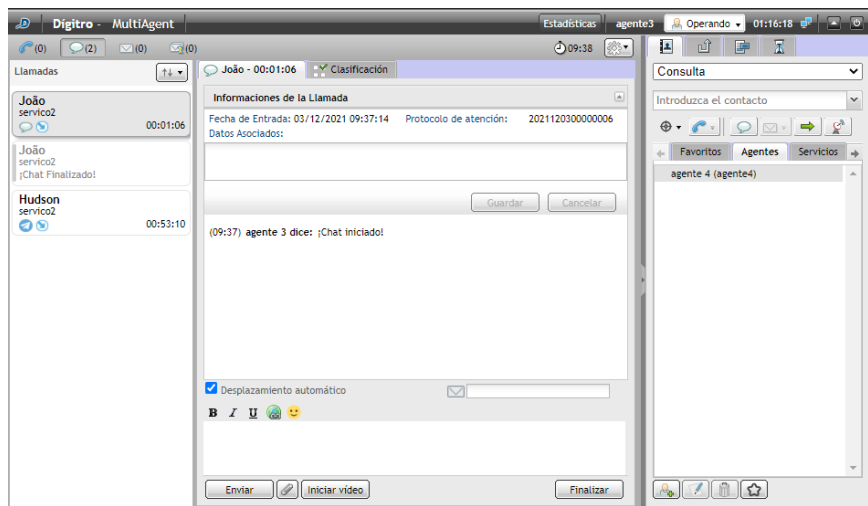 Dígitro - MultiAgent Estadísticas agente3 Operando 01:16:18
(0) (2) (0) (0) 09:38
Llamadas
João
servico2
00:01:06
João
servico2
¡Chat Finalizado!
Hudson
servico2
00:53:10
João - 00:01:06 Clasificación
Informaciones de la Llamada
Fecha de Entrada: 03/12/2021 09:37:14 Protocolo de atención: 2021120300000006
Datos Asociados:
Guardar Cancelar
(09:37) agente 3 dice: ¡Chat iniciado!
Desplazamiento automático
B I U
Enviar Iniciar vídeo Finalizar
Consulta
Introduzca el contacto
Favoritos Agentes Servicios
agente 4 (agente4)